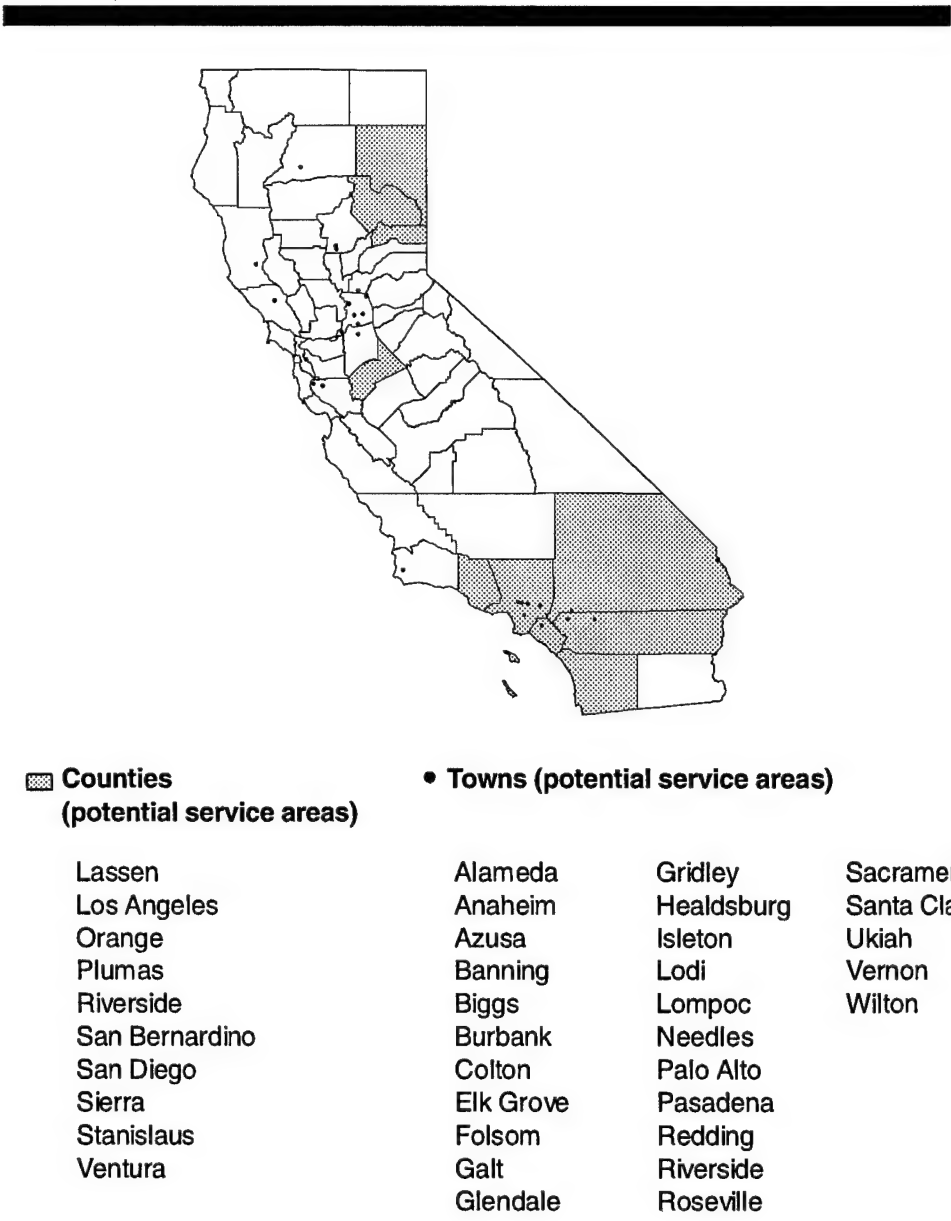 Counties
(potential service areas)
Lassen
Los Angeles
Orange
Plumas
Riverside
San Bernardino
San Diego
Sierra
Stanislaus
Ventura
Towns (potential service areas)
Alameda
Anaheim
Azusa
Banning
Biggs
Burbank
Colton
Elk Grove
Folsom
Galt
Glendale
Gridley
Healdsburg
Isleton
Lodi
Lompoc
Needles
Palo Alto
Pasadena
Redding
Riverside
Roseville
Santa
Ukiah
Vernon
Wilton